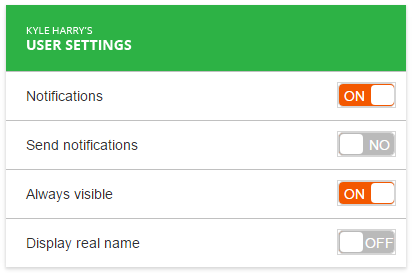 KYLE HARRY'S
USER SETTINGS
Notifications ON
Send notifications NO
Always visible ON
Display real name OFF